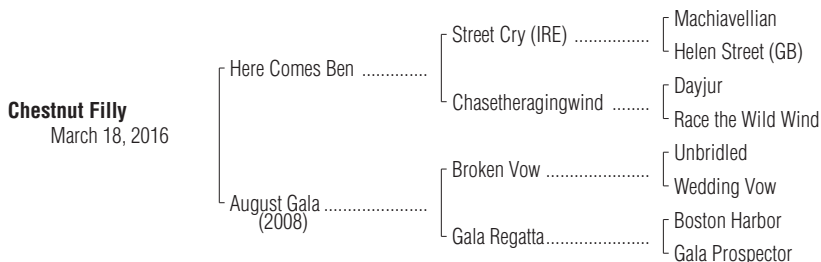 Machiavellian
Street Cry (IRE) ................
Helen Street (GB)
Here Comes Ben ..............
Dayjur
Chasetheragingwind ........
Race the Wild Wind
Chestnut Filly
March 18, 2016
Unbridled
Broken Vow ......................
Wedding Vow
August Gala ......................
(2008)
Boston Harbor
Gala Regatta......................
Gala Prospector